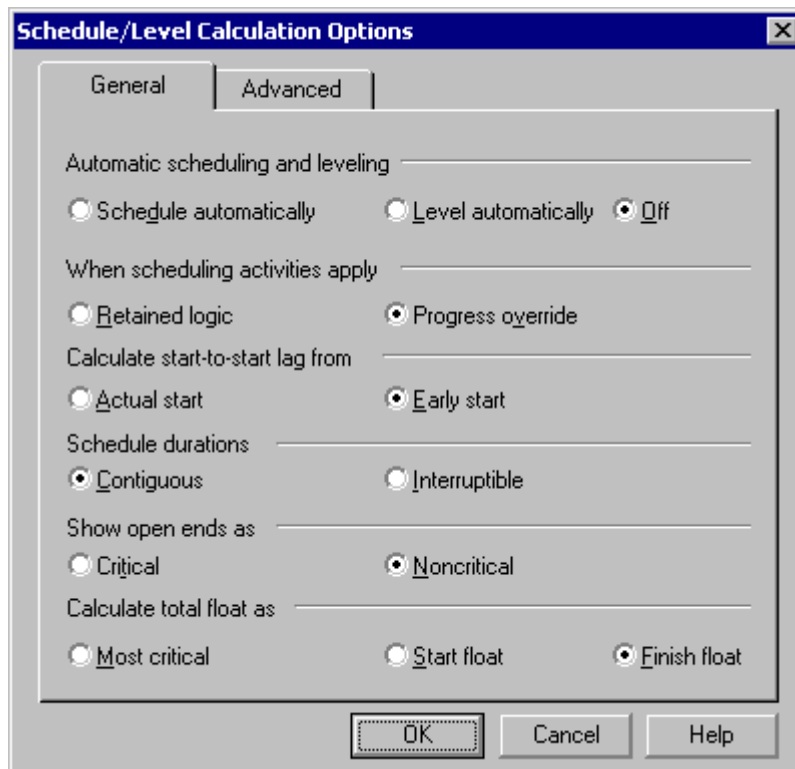 Schedule/Level Calculation Options
General Advanced
Automatic scheduling and leveling
Schedule automatically Level automatically Off
When scheduling activities apply
Retained logic Progress override
Calculate start-to-start lag from
Actual start Early start
Schedule durations
Contiguous Interruptible
Show open ends as
Critical Noncritical
Calculate total float as
Most critical Start float Finish float
OK Cancel Help